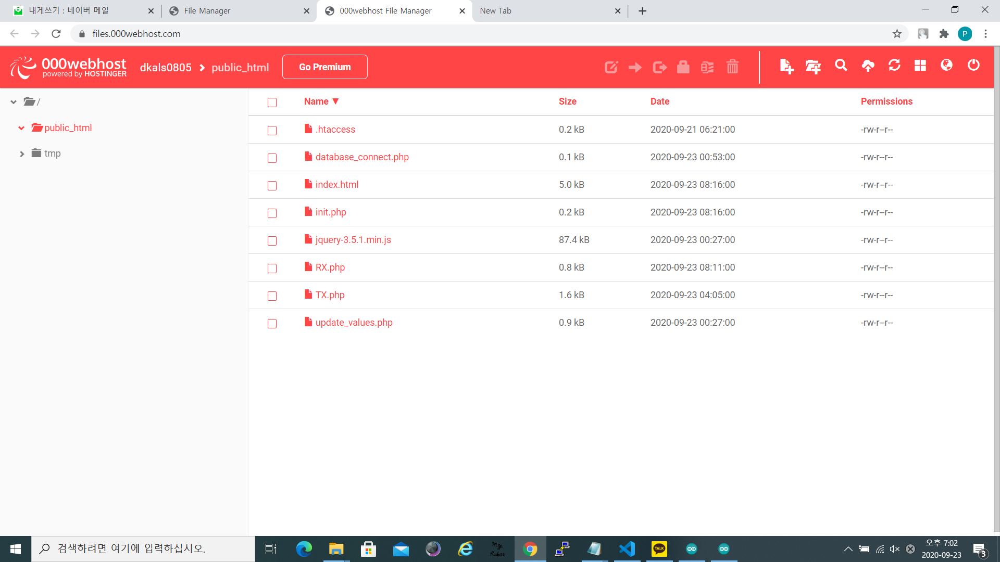 내게쓰기 : 네이버 메일
File Manager
000webhost File Manager
New Tab
files.000webhost.com
P
000webhost
powered by HOSTINGER
dkals0805
public_html
Go Premium
/
public_html
tmp
Name ▼ Size Date Permissions
.htaccess 0.2 kB 2020-09-21 06:21:00 -rw-r--r--
database_connect.php 0.1 kB 2020-09-23 00:53:00 -rw-r--r--
index.html 5.0 kB 2020-09-23 08:16:00 -rw-r--r--
init.php 0.2 kB 2020-09-23 08:16:00 -rw-r--r--
jquery-3.5.1.min.js 87.4 kB 2020-09-23 00:27:00 -rw-r--r--
RX.php 0.8 kB 2020-09-23 08:11:00 -rw-r--r--
TX.php 1.6 kB 2020-09-23 04:05:00 -rw-r--r--
update_values.php 0.9 kB 2020-09-23 00:27:00 -rw-r--r--
검색하려면 여기에 입력하십시오.
My
Robot
TALK
오후 7:02
2020-09-23
3